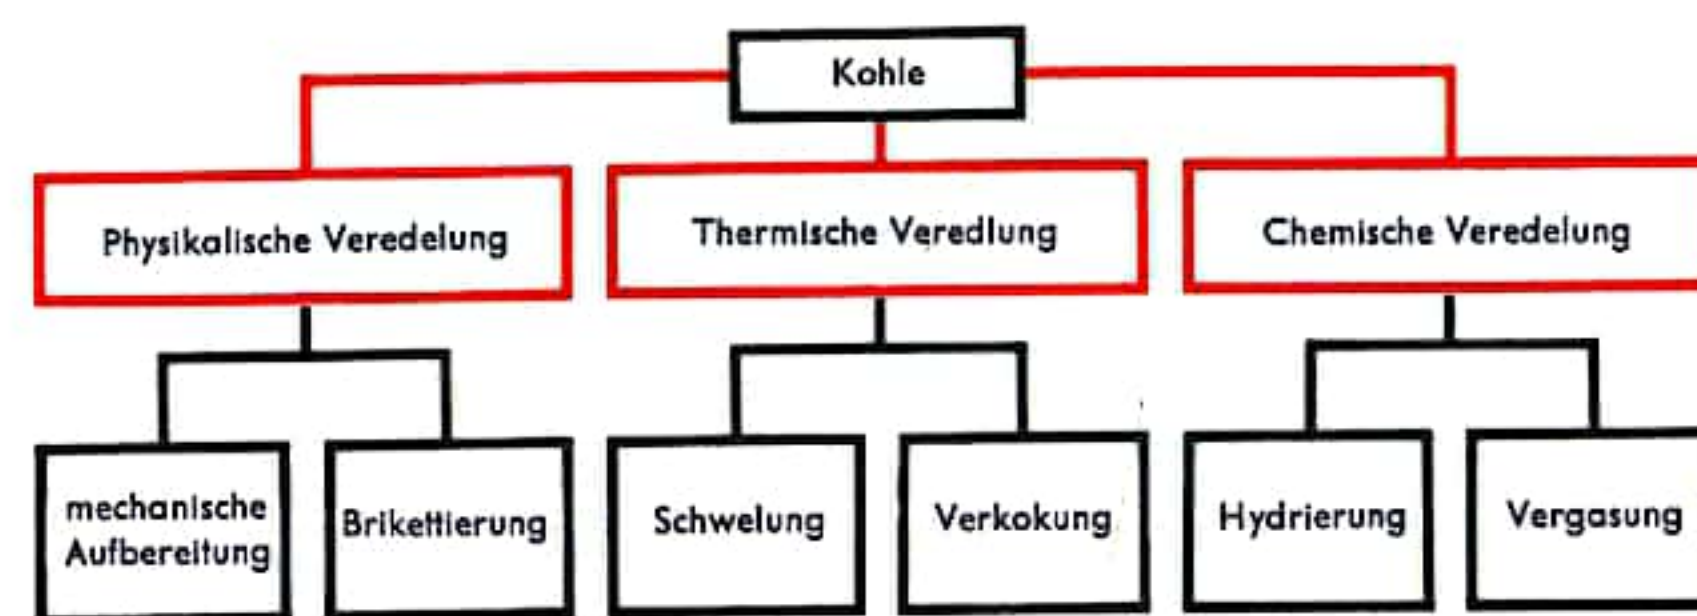 Kohle
Physikalische Veredelung
Thermische Veredlung
Chemische Veredelung
mechanische
Aufbereitung
Brikettierung
Schwelung
Verkokung
Hydrierung
Vergasung